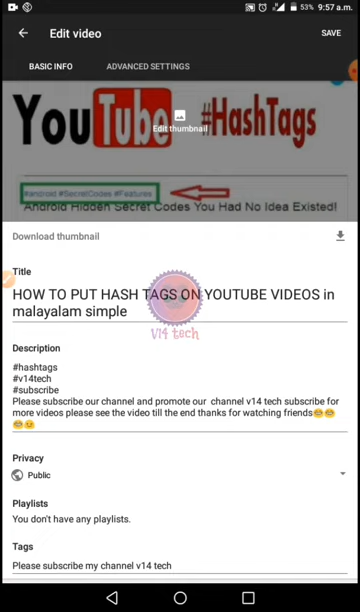 53% 9:57 a.m.
Edit video
SAVE
BASIC INFO
ADVANCED SETTINGS
YouTube #HashTags
Edit thumbnail
#android #SecretCodes #Features
Android Hidden Secret Codes You Had No Idea Existed!
Download thumbnail
Title
HOW TO PUT HASH TAGS ON YOUTUBE VIDEOS in
malayalam simple
V14 tech
Description
#hashtags
#v14tech
#subscribe
Please subscribe our channel and promote our channel v14 tech subscribe for
more videos please see the video till the end thanks for watching friends😂😂
😂😉
Privacy
Public
Playlists
You don't have any playlists.
Tags
Please subscribe my channel v14 tech